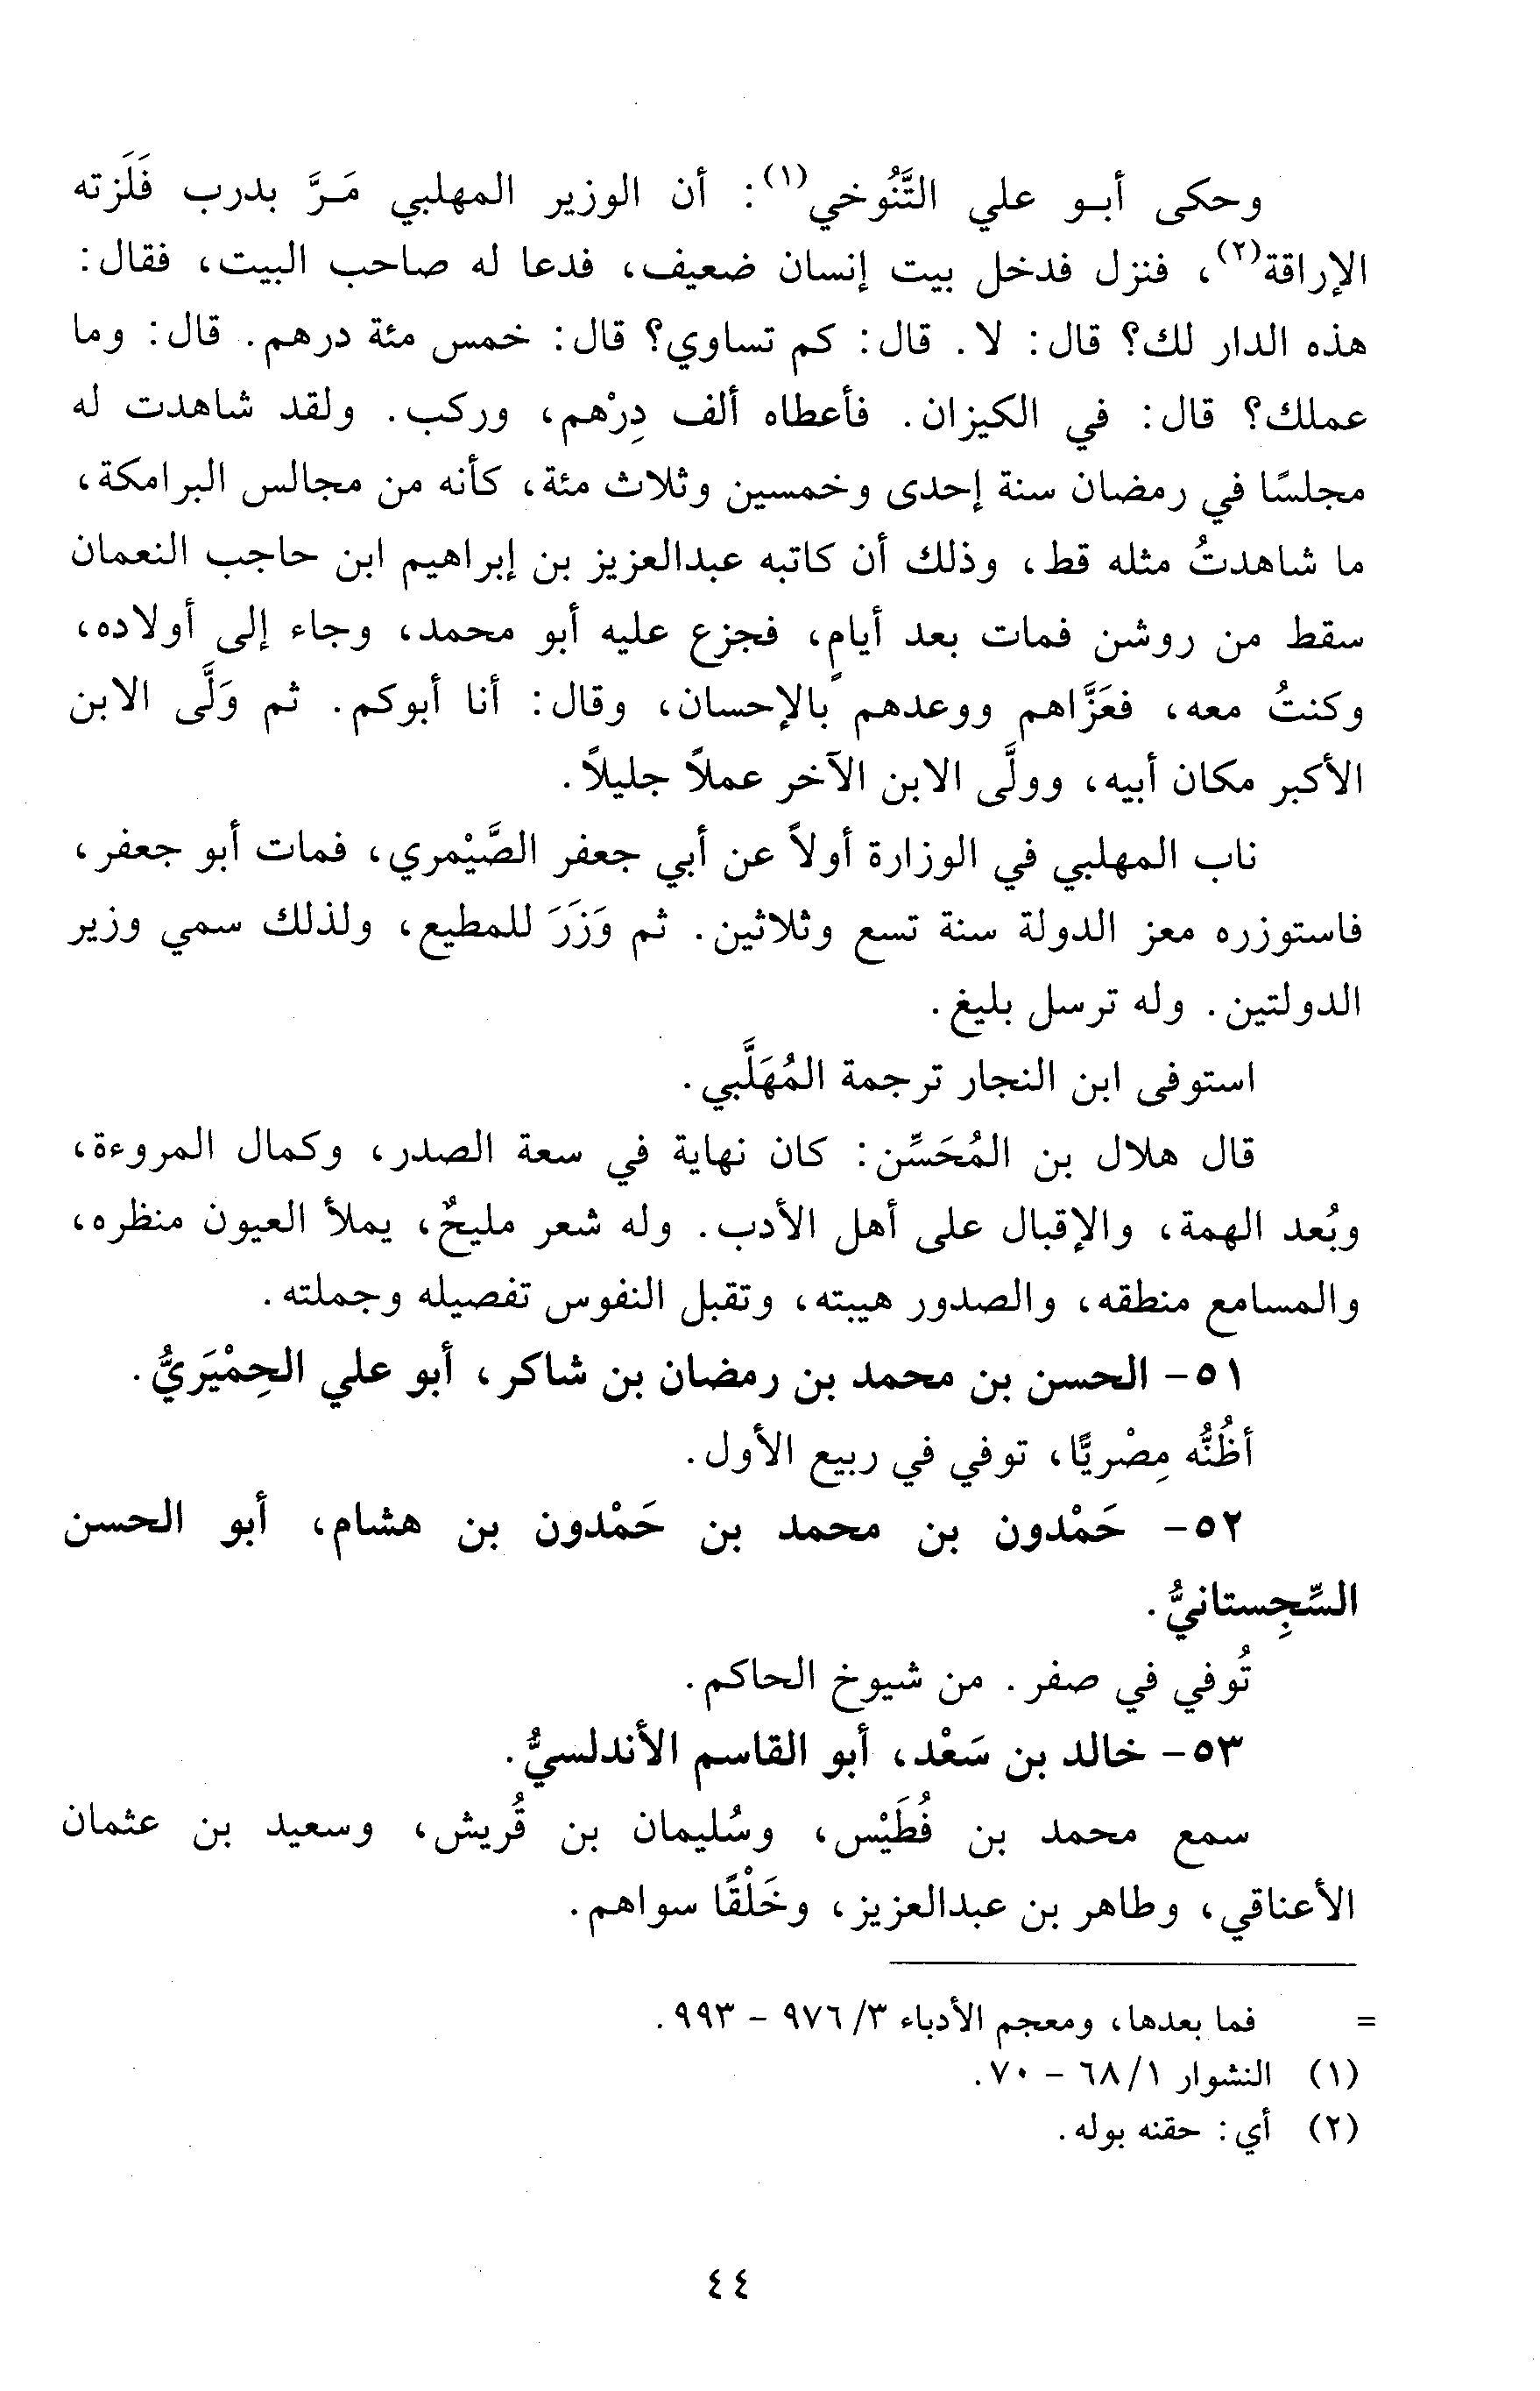 وحكى أبو علي التَّنُوخي(١): أن الوزير المهلبي مَرَّ بدرب فَلَزته
الإراقة(٢)، فنزل فدخل بيت إنسان ضعيف، فدعا له صاحب البيت، فقال:
هذه الدار لك؟ قال: لا. قال: كم تساوي؟ قال: خمس مئة درهم. قال: وما
عملك؟ قال: في الكيزان. فأعطاه ألف دِرْهم، وركب. ولقد شاهدت له
مجلسًا في رمضان سنة إحدى وخمسين وثلاث مئة، كأنه من مجالس البرامكة،
ما شاهدتُ مثله قط، وذلك أن كاتبه عبدالعزيز بن إبراهيم ابن حاجب النعمان
سقط من روشن فمات بعد أيامٍ، فجزع عليه أبو محمد، وجاء إلى أولاده،
وكنتُ معه، فعَزَّاهم ووعدهم بالإحسان، وقال: أنا أبوكم. ثم وَلَّى الابن
الأكبر مكان أبيه، وولَّى الابن الآخر عملاً جليلاً.
ناب المهلبي في الوزارة أولاً عن أبي جعفر الصَّيْمري، فمات أبو جعفر،
فاستوزره معز الدولة سنة تسع وثلاثين. ثم وَزَرَ للمطيع، ولذلك سمي وزير
الدولتين. وله ترسل بليغ.
استوفى ابن النجار ترجمة المُهَلَّبي.
قال هلال بن المُحَسِّن: كان نهاية في سعة الصدر، وكمال المروءة،
وبُعد الهمة، والإقبال على أهل الأدب. وله شعر مليحٌ، يملأ العيون منظره،
والمسامع منطقه، والصدور هيبته، وتقبل النفوس تفصيله وجملته.
٥١- الحسن بن محمد بن رمضان بن شاكر، أبو علي الحِمْيَريُّ.
أظُنُّه مِصْريًّا، توفي في ربيع الأول.
٥٢- حَمْدون بن محمد بن حَمْدون بن هشام، أبو الحسن
السِّجِستانيُّ.
تُوفي في صفر. من شيوخ الحاكم.
٥٣- خالد بن سَعْد، أبو القاسم الأندلسيُّ.
سمع محمد بن فُطَيْس، وسُليمان بن قُريش، وسعيد بن عثمان
الأعناقي، وطاهر بن عبدالعزيز، وخَلْقًا سواهم.
= فما بعدها، ومعجم الأدباء ٣/ ٩٧٦ - ٩٩٣.
(١) النشوار ١/ ٦٨ - ٧٠.
(٢) أي: حقنه بوله.
٤٤